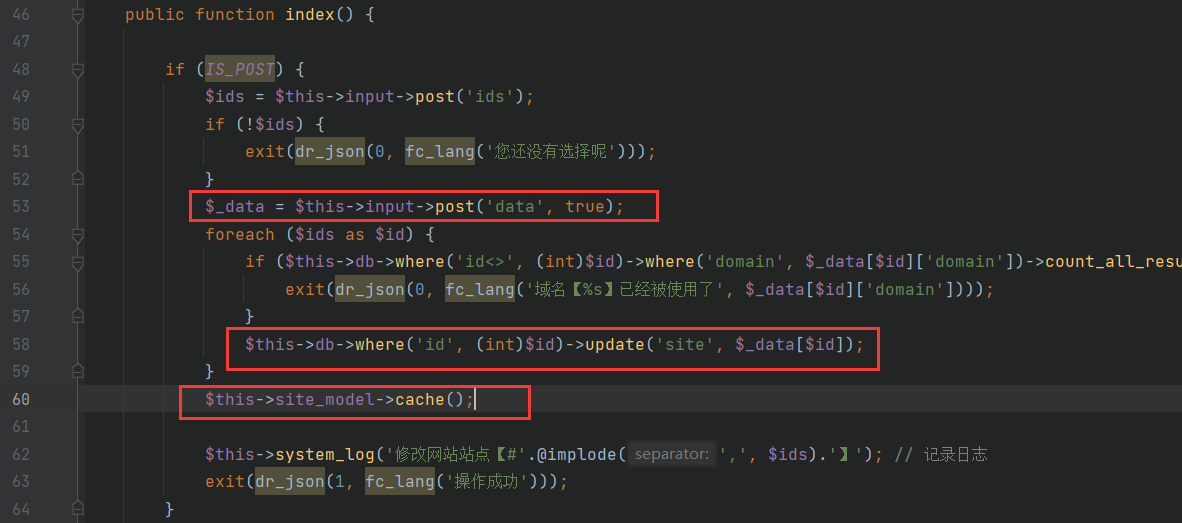 46 public function index() {
47
48 if (IS_POST) {
49 $ids = $this->input->post('ids');
50 if (!$ids) {
51 exit(dr_json(0, fc_lang('您还没有选择呢')));
52 }
53 $_data = $this->input->post('data', true);
54 foreach ($ids as $id) {
55 if ($this->db->where('id<>', (int)$id)->where('domain', $_data[$id]['domain'])->count_all_resu
56 exit(dr_json(0, fc_lang('域名【%s】已经被使用了', $_data[$id]['domain'])));
57 }
58 $this->db->where('id', (int)$id)->update('site', $_data[$id]);
59 }
60 $this->site_model->cache();
61
62 $this->system_log('修改网站站点【#'.@implode( separator: ',', $ids).'】'); // 记录日志
63 exit(dr_json(1, fc_lang('操作成功')));
64 }